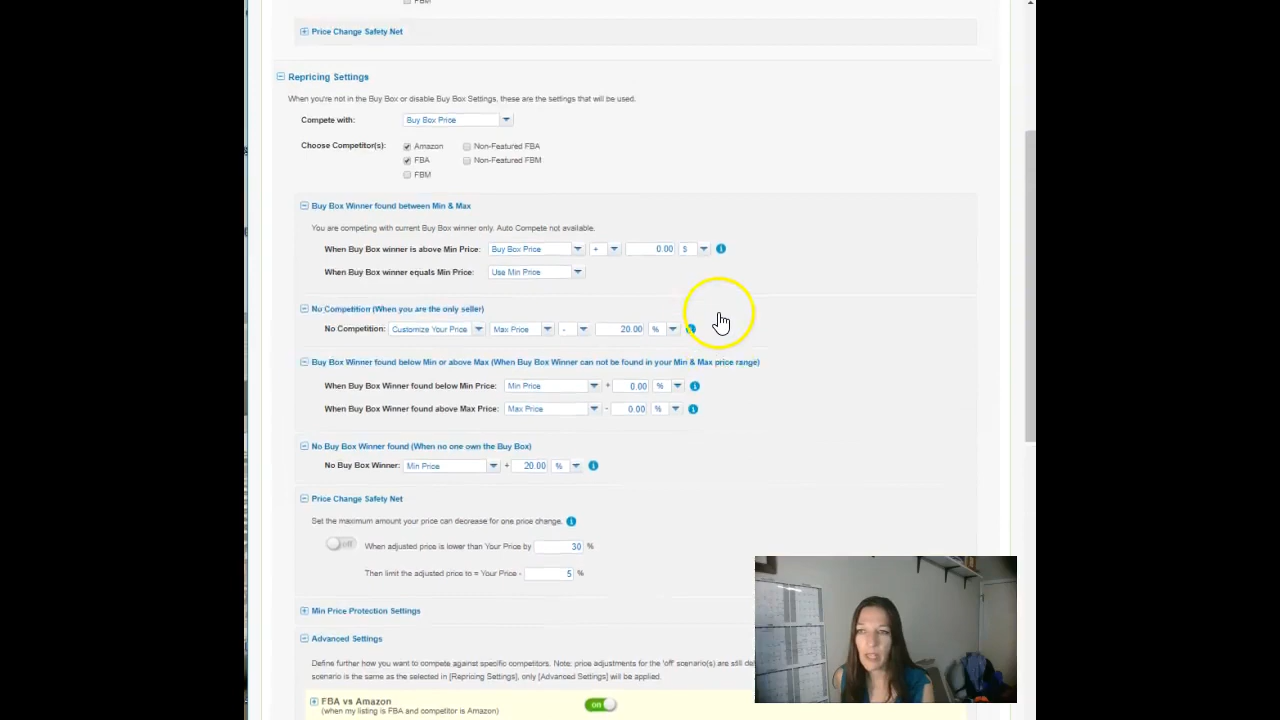 FBM
Price Change Safety Net
Repricing Settings
When you're not in the Buy Box or disable Buy Box Settings, these are the settings that will be used.
Compete with: Buy Box Price
Choose Competitor(s): Amazon Non-Featured FBA
FBA Non-Featured FBM
FBM
Buy Box Winner found between Min & Max
You are competing with current Buy Box winner only. Auto Compete not available.
When Buy Box winner is above Min Price: Buy Box Price + 0.00 $
When Buy Box winner equals Min Price: Use Min Price
No Competition (When you are the only seller)
No Competition: Customize Your Price Max Price - 20.00 %
Buy Box Winner found below Min or above Max (When Buy Box Winner can not be found in your Min & Max price range)
When Buy Box Winner found below Min Price: Min Price + 0.00 %
When Buy Box Winner found above Max Price: Max Price - 0.00 %
No Buy Box Winner found (When no one own the Buy Box)
No Buy Box Winner: Min Price + 20.00 %
Price Change Safety Net
Set the maximum amount your price can decrease for one price change.
off When adjusted price is lower than Your Price by 30 %
Then limit the adjusted price to = Your Price - 5 %
Min Price Protection Settings
Advanced Settings
Define further how you want to compete against specific competitors. Note: price adjustments for the 'off' scenario(s) are still
scenario is the same as the selected in [Repricing Settings], only [Advanced Settings] will be applied.
FBA vs Amazon on
(when my listing is FBA and competitor is Amazon)